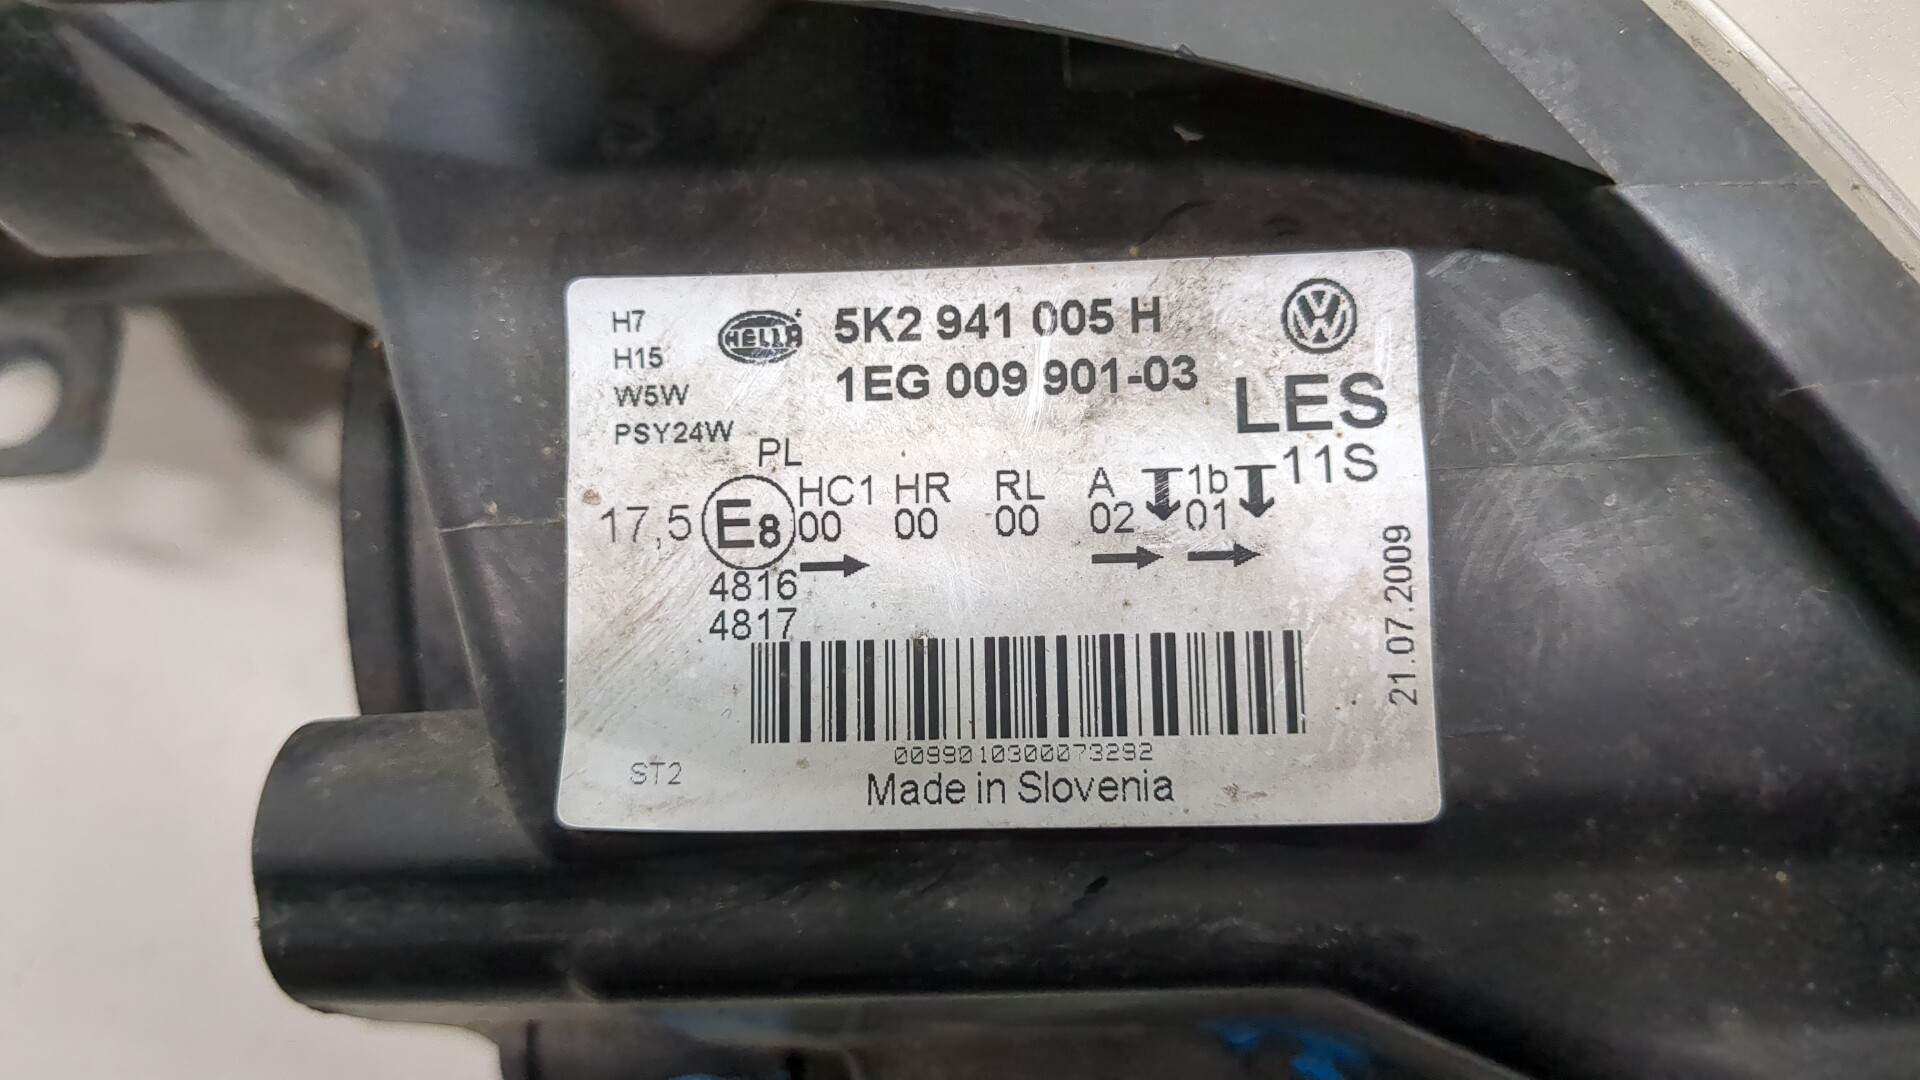 H7
H15
W5W
PSY24W
HELLA
5K2 941 005 H
1EG 009 901-03
LES
11S
PL
17,5 E8 HC1 HR RL A 1b
00 00 00 02 01
4816
4817
21.07.2009
0099010300073292
ST2
Made in Slovenia